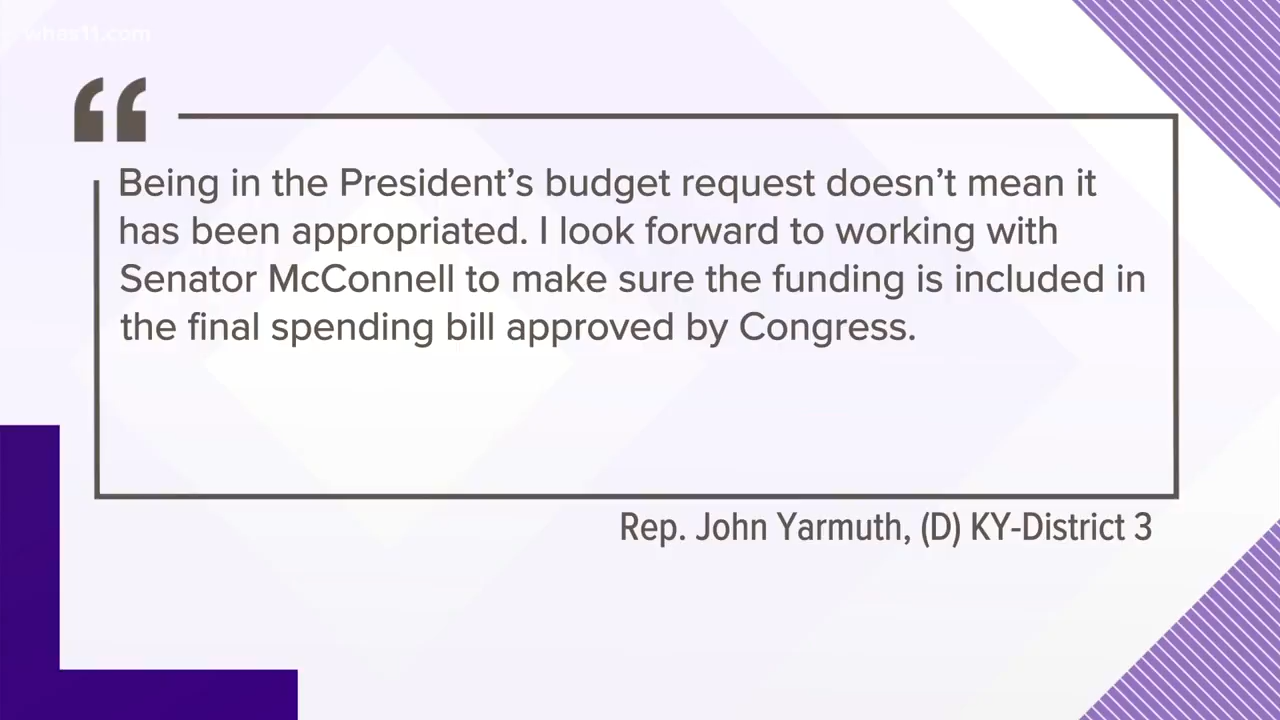 whas11.com
“
Being in the President’s budget request doesn’t mean it
has been appropriated. I look forward to working with
Senator McConnell to make sure the funding is included in
the final spending bill approved by Congress.
Rep. John Yarmuth, (D) KY-District 3